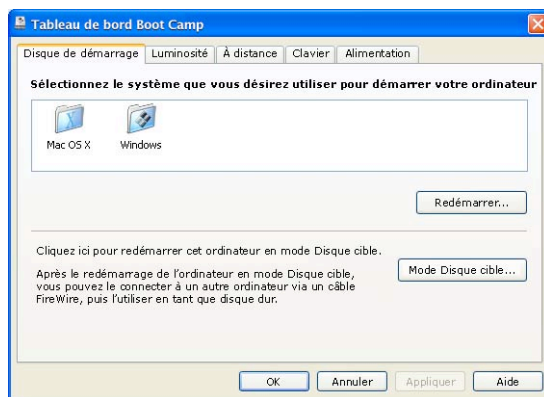 Tableau de bord Boot Camp
Disque de démarrage Luminosité À distance Clavier Alimentation
Sélectionnez le système que vous désirez utiliser pour démarrer votre ordinateur
Mac OS X Windows
Redémarrer...
Cliquez ici pour redémarrer cet ordinateur en mode Disque cible.
Après le redémarrage de l'ordinateur en mode Disque cible,
vous pouvez le connecter à un autre ordinateur via un câble
FireWire, puis l'utiliser en tant que disque dur.
Mode Disque cible...
OK Annuler Appliquer Aide